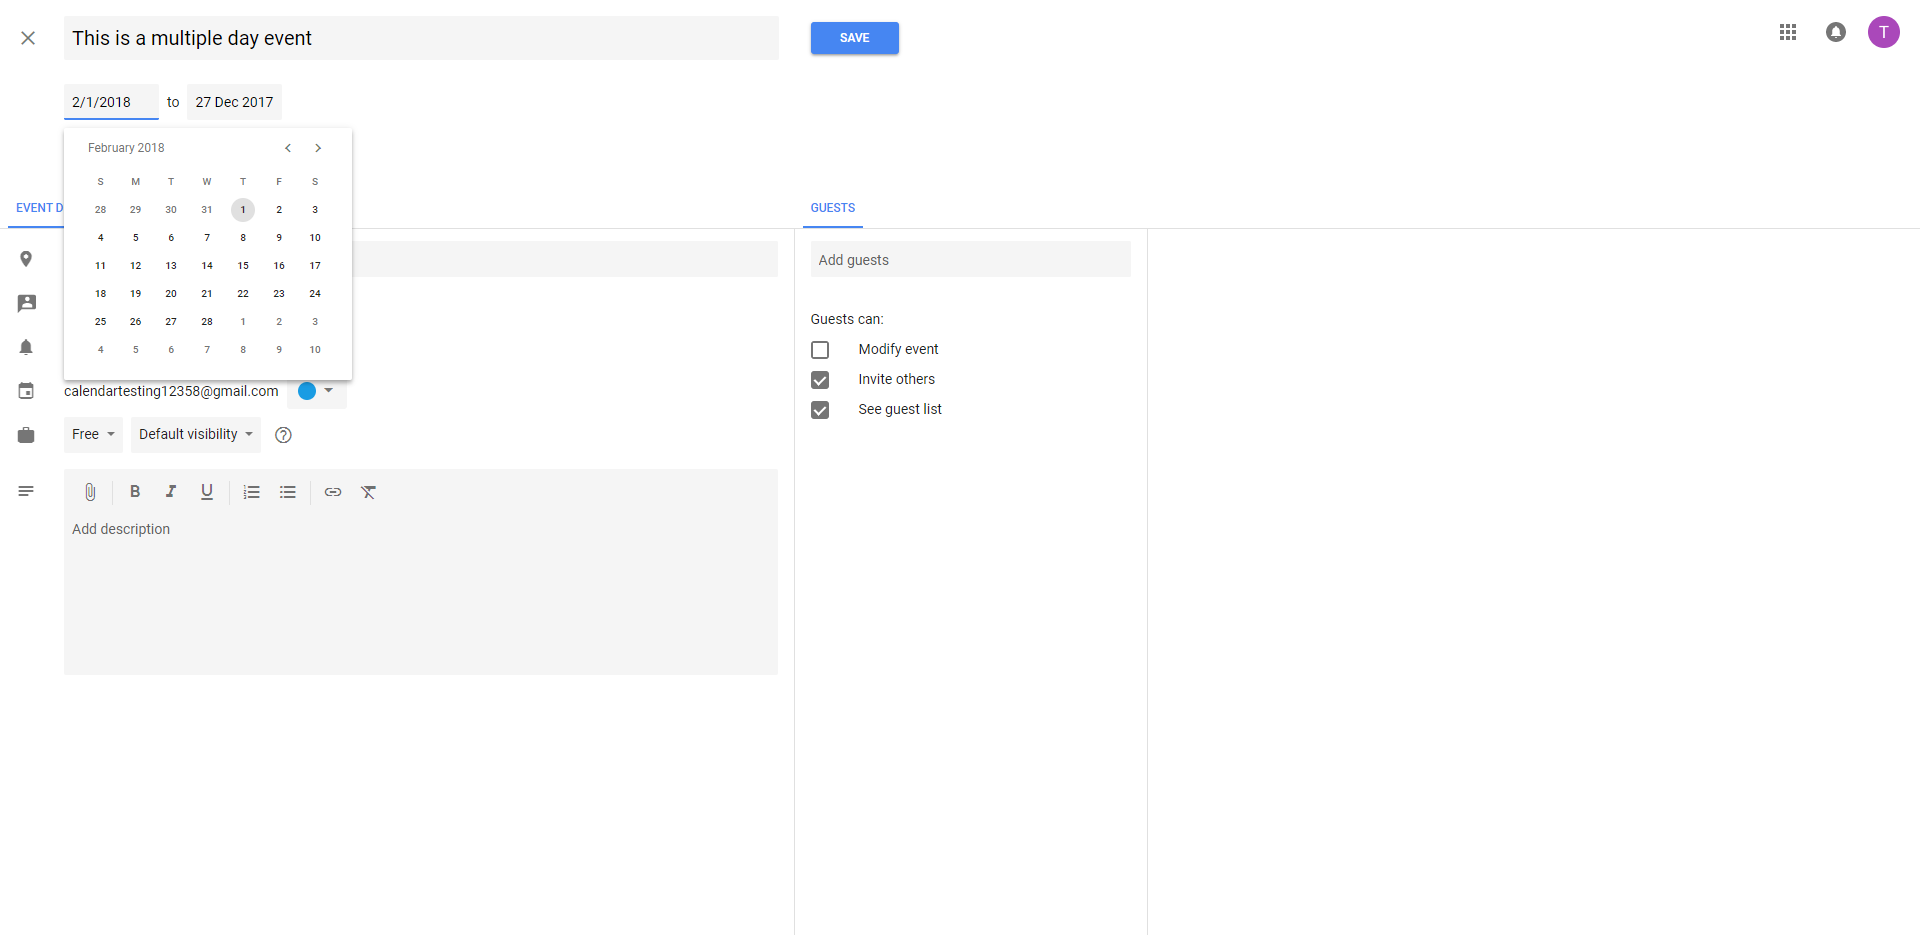 This is a multiple day event
SAVE
T
2/1/2018 to 27 Dec 2017
February 2018
S M T W T F S
28 29 30 31 1 2 3
4 5 6 7 8 9 10
11 12 13 14 15 16 17
18 19 20 21 22 23 24
25 26 27 28 1 2 3
4 5 6 7 8 9 10
EVENT D
calendartesting12358@gmail.com
Free Default visibility
B I U
Add description
GUESTS
Add guests
Guests can:
Modify event
Invite others
See guest list